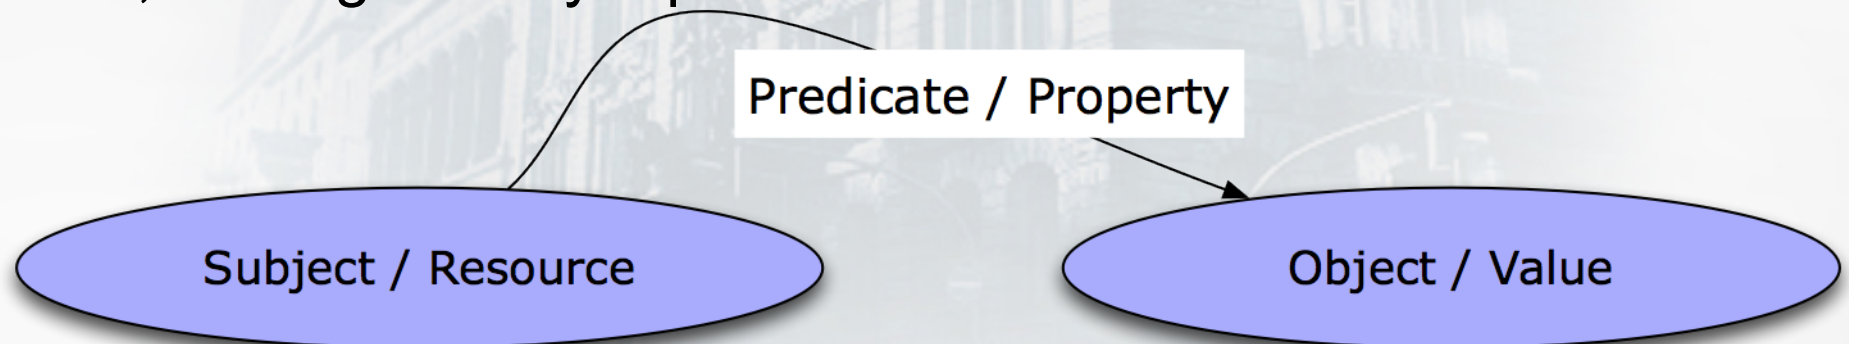 Predicate / Property
Subject / Resource
Object / Value